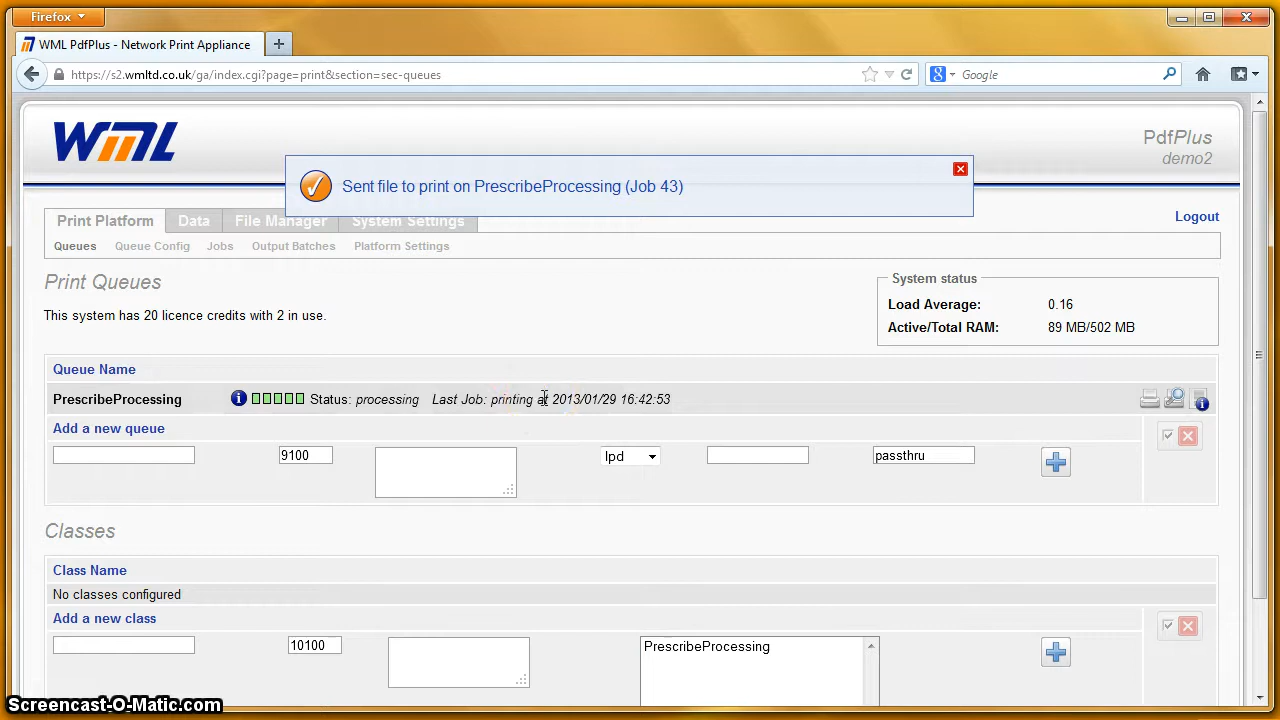 Firefox
WML PdfPlus - Network Print Appliance
https://s2.wmltd.co.uk/ga/index.cgi?page=print&section=sec-queues
Google
WML
PdfPlus
demo2
Sent file to print on PrescribeProcessing (Job 43)
Print Platform Data File Manager System Settings
Logout
Queues Queue Config Jobs Output Batches Platform Settings
Print Queues
System status
This system has 20 licence credits with 2 in use.
Load Average: 0.16
Active/Total RAM: 89 MB/502 MB
Queue Name
PrescribeProcessing Status: processing Last Job: printing at 2013/01/29 16:42:53
Add a new queue
9100 lpd passthru
Classes
Class Name
No classes configured
Add a new class
10100 PrescribeProcessing
Screencast-O-Matic.com